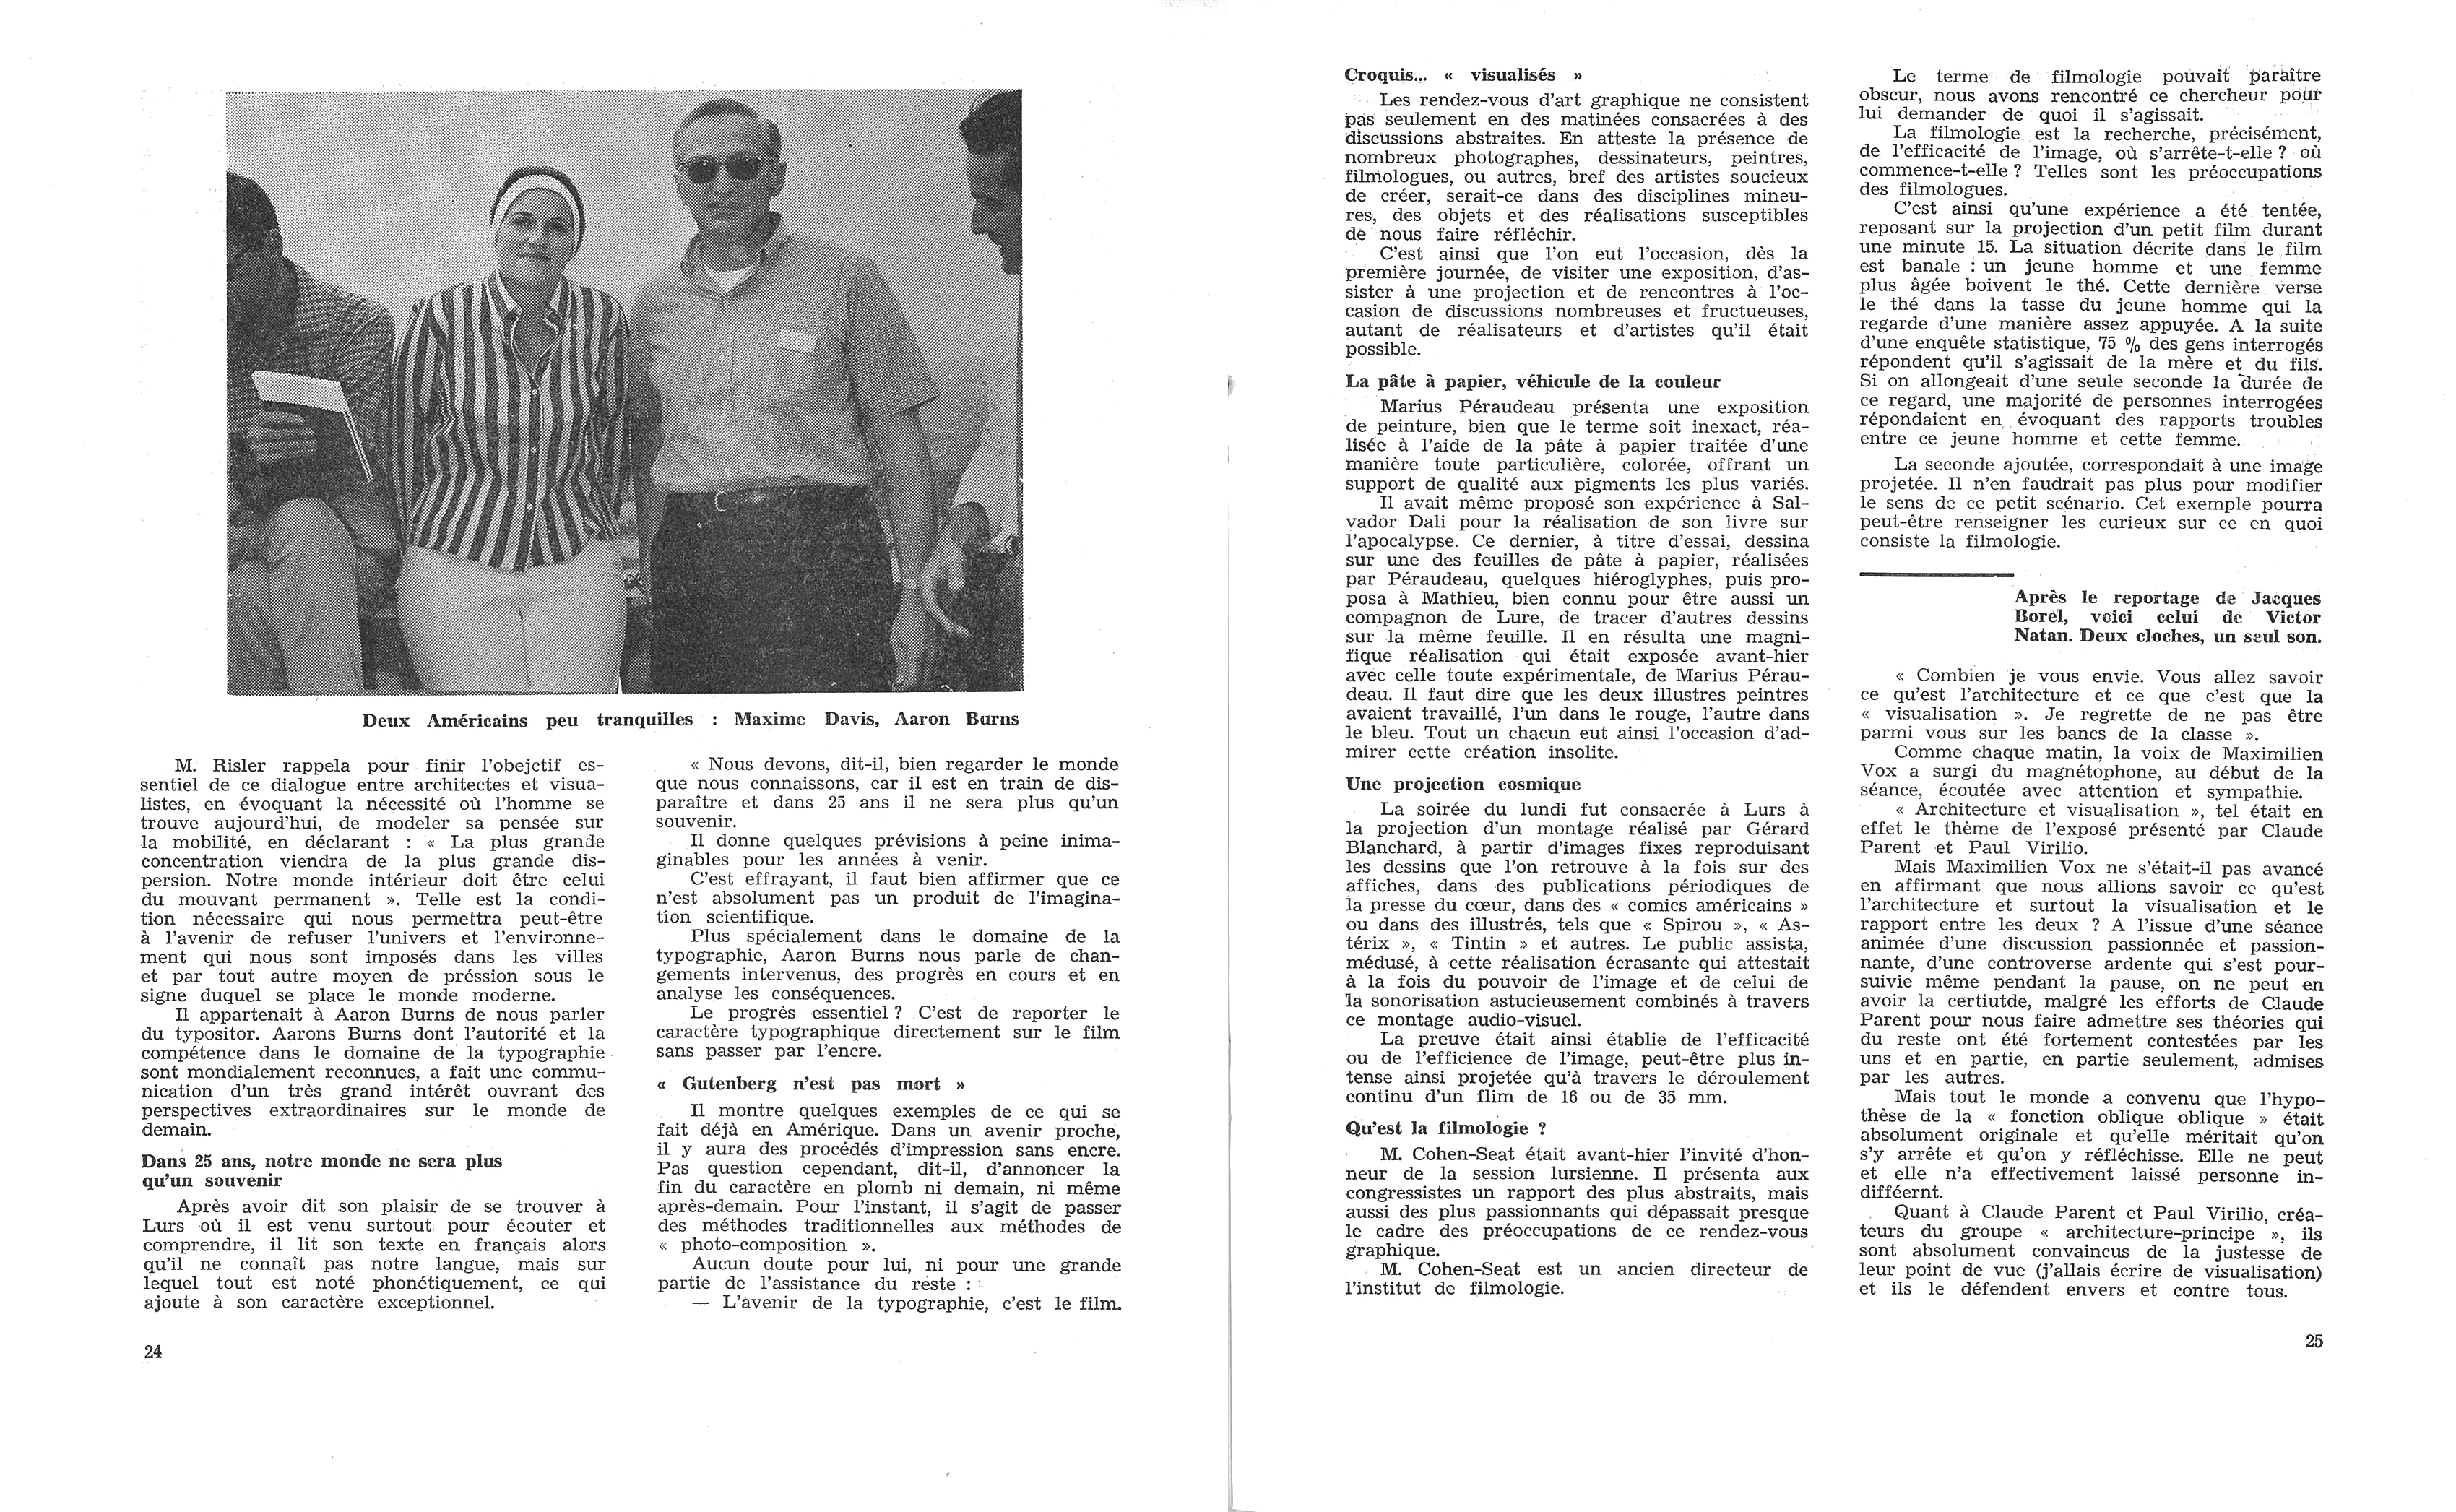 Deux Américains peu tranquilles : Maxime Davis, Aaron Burns
M. Risler rappela pour finir l'obejctif es-
sentiel de ce dialogue entre architectes et visua-
listes, en évoquant la nécessité où l'homme se
trouve aujourd'hui, de modeler sa pensée sur
la mobilité, en déclarant : « La plus grande
concentration viendra de la plus grande dis-
persion. Notre monde intérieur doit être celui
du mouvant permanent ». Telle est la condi-
tion nécessaire qui nous permettra peut-être
à l'avenir de refuser l'univers et l'environne-
ment qui nous sont imposés dans les villes
et par tout autre moyen de préssion sous le
signe duquel se place le monde moderne.
Il appartenait à Aaron Burns de nous parler
du typositor. Aarons Burns dont l'autorité et la
compétence dans le domaine de la typographie
sont mondialement reconnues, a fait une commu-
nication d'un très grand intérêt ouvrant des
perspectives extraordinaires sur le monde de
demain.
Dans 25 ans, notre monde ne sera plus
qu'un souvenir
Après avoir dit son plaisir de se trouver à
Lurs où il est venu surtout pour écouter et
comprendre, il lit son texte en français alors
qu'il ne connaît pas notre langue, mais sur
lequel tout est noté phonétiquement, ce qui
ajoute à son caractère exceptionnel.
« Nous devons, dit-il, bien regarder le monde
que nous connaissons, car il est en train de dis-
paraître et dans 25 ans il ne sera plus qu'un
souvenir.
Il donne quelques prévisions à peine inima-
ginables pour les années à venir.
C'est effrayant, il faut bien affirmer que ce
n'est absolument pas un produit de l'imagina-
tion scientifique.
Plus spécialement dans le domaine de la
typographie, Aaron Burns nous parle de chan-
gements intervenus, des progrès en cours et en
analyse les conséquences.
Le progrès essentiel ? C'est de reporter le
caractère typographique directement sur le film
sans passer par l'encre.
« Gutenberg n'est pas mort »
Il montre quelques exemples de ce qui se
fait déjà en Amérique. Dans un avenir proche,
il y aura des procédés d'impression sans encre.
Pas question cependant, dit-il, d'annoncer la
fin du caractère en plomb ni demain, ni même
après-demain. Pour l'instant, il s'agit de passer
des méthodes traditionnelles aux méthodes de
« photo-composition ».
Aucun doute pour lui, ni pour une grande
partie de l'assistance du reste :
— L'avenir de la typographie, c'est le film.
24
Croquis... « visualisés »
Les rendez-vous d'art graphique ne consistent
pas seulement en des matinées consacrées à des
discussions abstraites. En atteste la présence de
nombreux photographes, dessinateurs, peintres,
filmologues, ou autres, bref des artistes soucieux
de créer, serait-ce dans des disciplines mineu-
res, des objets et des réalisations susceptibles
de nous faire réfléchir.
C'est ainsi que l'on eut l'occasion, dès la
première journée, de visiter une exposition, d'as-
sister à une projection et de rencontres à l'oc-
casion de discussions nombreuses et fructueuses,
autant de réalisateurs et d'artistes qu'il était
possible.
La pâte à papier, véhicule de la couleur
Marius Péraudeau présenta une exposition
de peinture, bien que le terme soit inexact, réa-
lisée à l'aide de la pâte à papier traitée d'une
manière toute particulière, colorée, offrant un
support de qualité aux pigments les plus variés.
Il avait même proposé son expérience à Sal-
vador Dali pour la réalisation de son livre sur
l'apocalypse. Ce dernier, à titre d'essai, dessina
sur une des feuilles de pâte à papier, réalisées
par Péraudeau, quelques hiéroglyphes, puis pro-
posa à Mathieu, bien connu pour être aussi un
compagnon de Lure, de tracer d'autres dessins
sur la même feuille. Il en résulta une magni-
fique réalisation qui était exposée avant-hier
avec celle toute expérimentale, de Marius Pérau-
deau. Il faut dire que les deux illustres peintres
avaient travaillé, l'un dans le rouge, l'autre dans
le bleu. Tout un chacun eut ainsi l'occasion d'ad-
mirer cette création insolite.
Une projection cosmique
La soirée du lundi fut consacrée à Lurs à
la projection d'un montage réalisé par Gérard
Blanchard, à partir d'images fixes reproduisant
les dessins que l'on retrouve à la fois sur des
affiches, dans des publications périodiques de
la presse du cœur, dans des « comics américains »
ou dans des illustrés, tels que « Spirou », « As-
térix », « Tintin » et autres. Le public assista,
médusé, à cette réalisation écrasante qui attestait
à la fois du pouvoir de l'image et de celui de
la sonorisation astucieusement combinés à travers
ce montage audio-visuel.
La preuve était ainsi établie de l'efficacité
ou de l'efficience de l'image, peut-être plus in-
tense ainsi projetée qu'à travers le déroulement
continu d'un flim de 16 ou de 35 mm.
Qu'est la filmologie ?
M. Cohen-Seat était avant-hier l'invité d'hon-
neur de la session lursienne. Il présenta aux
congressistes un rapport des plus abstraits, mais
aussi des plus passionnants qui dépassait presque
le cadre des préoccupations de ce rendez-vous
graphique.
M. Cohen-Seat est un ancien directeur de
l'institut de filmologie.
Le terme de filmologie pouvait paraître
obscur, nous avons rencontré ce chercheur pour
lui demander de quoi il s'agissait.
La filmologie est la recherche, précisément,
de l'efficacité de l'image, où s'arrête-t-elle ? où
commence-t-elle ? Telles sont les préoccupations
des filmologues.
C'est ainsi qu'une expérience a été tentée,
reposant sur la projection d'un petit film durant
une minute 15. La situation décrite dans le film
est banale : un jeune homme et une femme
plus âgée boivent le thé. Cette dernière verse
le thé dans la tasse du jeune homme qui la
regarde d'une manière assez appuyée. A la suite
d'une enquête statistique, 75 % des gens interrogés
répondent qu'il s'agissait de la mère et du fils.
Si on allongeait d'une seule seconde la durée de
ce regard, une majorité de personnes interrogées
répondaient en évoquant des rapports troubles
entre ce jeune homme et cette femme.
La seconde ajoutée, correspondait à une image
projetée. Il n'en faudrait pas plus pour modifier
le sens de ce petit scénario. Cet exemple pourra
peut-être renseigner les curieux sur ce en quoi
consiste la filmologie.
Après le reportage de Jacques
Borel, voici celui de Victor
Natan. Deux cloches, un seul son.
« Combien je vous envie. Vous allez savoir
ce qu'est l'architecture et ce que c'est que la
« visualisation ». Je regrette de ne pas être
parmi vous sur les bancs de la classe ».
Comme chaque matin, la voix de Maximilien
Vox a surgi du magnétophone, au début de la
séance, écoutée avec attention et sympathie.
« Architecture et visualisation », tel était en
effet le thème de l'exposé présenté par Claude
Parent et Paul Virilio.
Mais Maximilien Vox ne s'était-il pas avancé
en affirmant que nous allions savoir ce qu'est
l'architecture et surtout la visualisation et le
rapport entre les deux ? A l'issue d'une séance
animée d'une discussion passionnée et passion-
nante, d'une controverse ardente qui s'est pour-
suivie même pendant la pause, on ne peut en
avoir la certiutde, malgré les efforts de Claude
Parent pour nous faire admettre ses théories qui
du reste ont été fortement contestées par les
uns et en partie, en partie seulement, admises
par les autres.
Mais tout le monde a convenu que l'hypo-
thèse de la « fonction oblique oblique » était
absolument originale et qu'elle méritait qu'on
s'y arrête et qu'on y réfléchisse. Elle ne peut
et elle n'a effectivement laissé personne in-
difféernt.
Quant à Claude Parent et Paul Virilio, créa-
teurs du groupe « architecture-principe », ils
sont absolument convaincus de la justesse de
leur point de vue (j'allais écrire de visualisation)
et ils le défendent envers et contre tous.
25